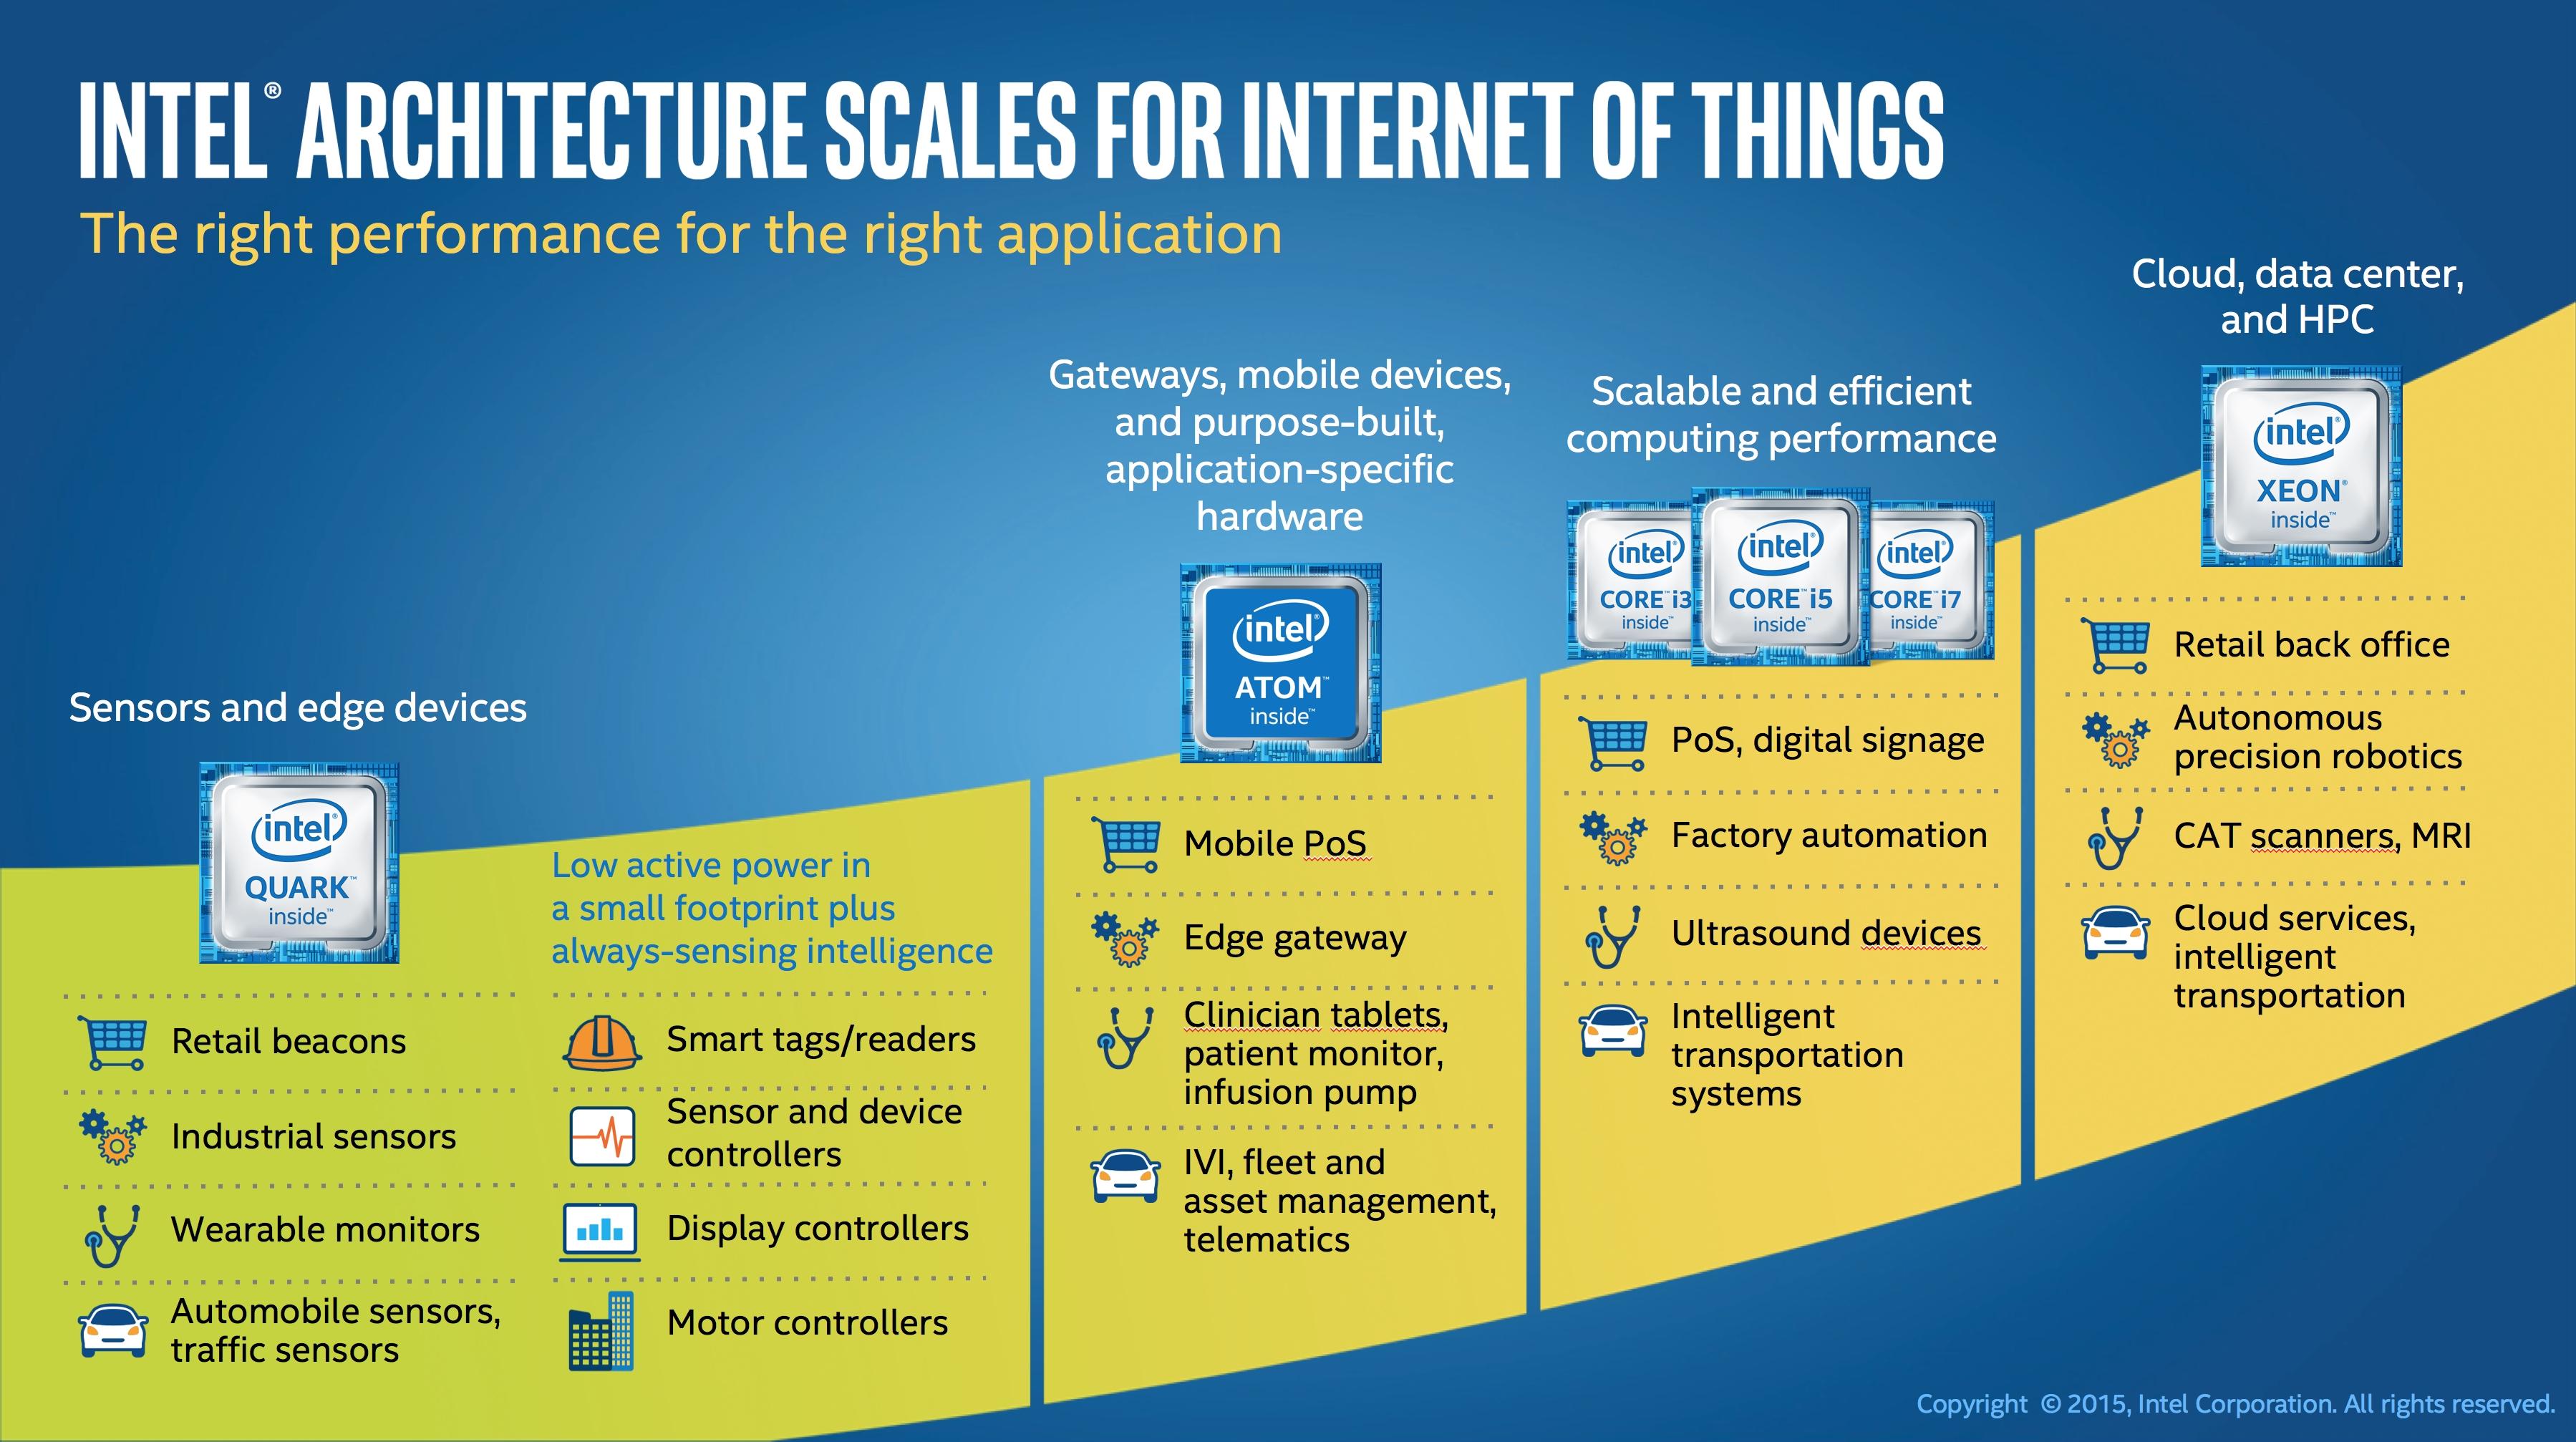 INTEL® ARCHITECTURE SCALES FOR INTERNET OF THINGS
The right performance for the right application
Sensors and edge devices
intel®
QUARK™
inside™
Retail beacons
Industrial sensors
Wearable monitors
Automobile sensors,
traffic sensors
Low active power in
a small footprint plus
always-sensing intelligence
Smart tags/readers
Sensor and device
controllers
Display controllers
Motor controllers
Gateways, mobile devices,
and purpose-built,
application-specific
hardware
intel®
ATOM™
inside™
Mobile PoS
Edge gateway
Clinician tablets,
patient monitor,
infusion pump
IVI, fleet and
asset management,
telematics
Scalable and efficient
computing performance
intel®
CORE™ i3
inside™
intel®
CORE™ i5
inside™
intel®
CORE™ i7
inside™
PoS, digital signage
Factory automation
Ultrasound devices
Intelligent
transportation
systems
Cloud, data center,
and HPC
intel®
XEON®
inside™
Retail back office
Autonomous
precision robotics
CAT scanners, MRI
Cloud services,
intelligent
transportation
Copyright © 2015, Intel Corporation. All rights reserved.